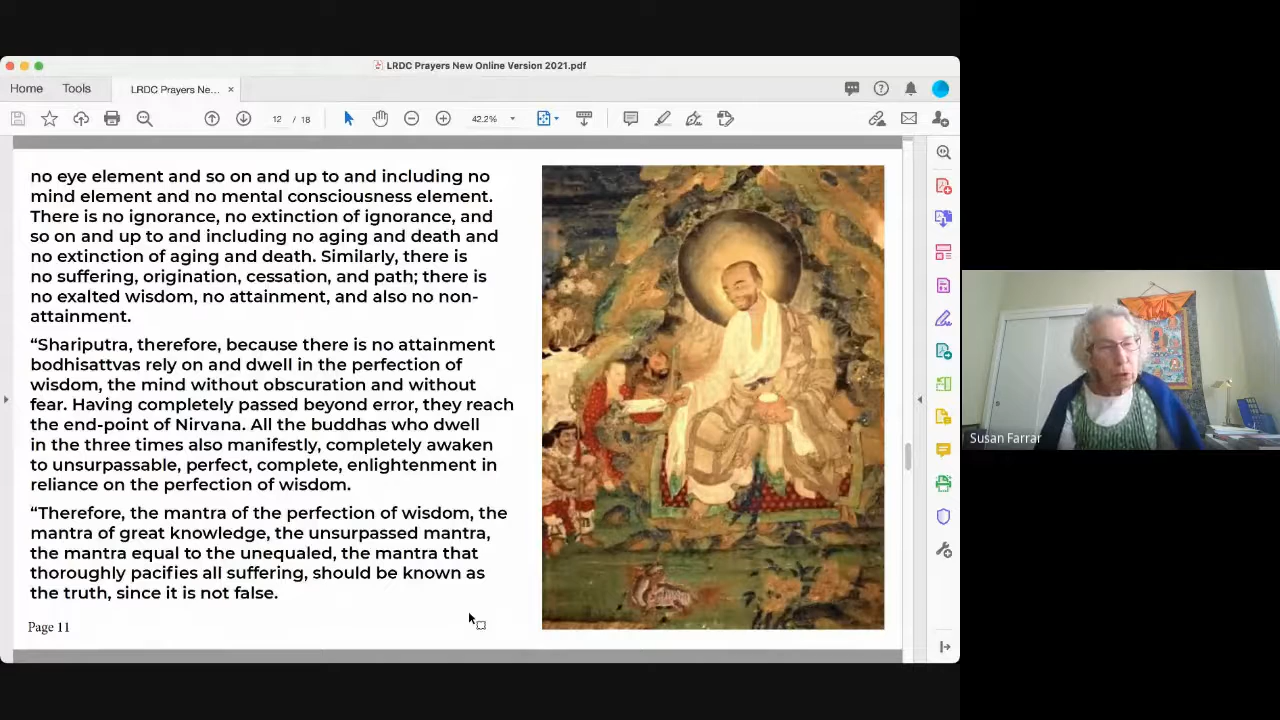 LRDC Prayers New Online Version 2021.pdf
Home Tools LRDC Prayers Ne... ×
12 / 18 42.2%
no eye element and so on and up to and including no
mind element and no mental consciousness element.
There is no ignorance, no extinction of ignorance, and
so on and up to and including no aging and death and
no extinction of aging and death. Similarly, there is
no suffering, origination, cessation, and path; there is
no exalted wisdom, no attainment, and also no non-
attainment.
“Shariputra, therefore, because there is no attainment
bodhisattvas rely on and dwell in the perfection of
wisdom, the mind without obscuration and without
fear. Having completely passed beyond error, they reach
the end-point of Nirvana. All the buddhas who dwell
in the three times also manifestly, completely awaken
to unsurpassable, perfect, complete, enlightenment in
reliance on the perfection of wisdom.
“Therefore, the mantra of the perfection of wisdom, the
mantra of great knowledge, the unsurpassed mantra,
the mantra equal to the unequaled, the mantra that
thoroughly pacifies all suffering, should be known as
the truth, since it is not false.
Page 11
Susan Farrar